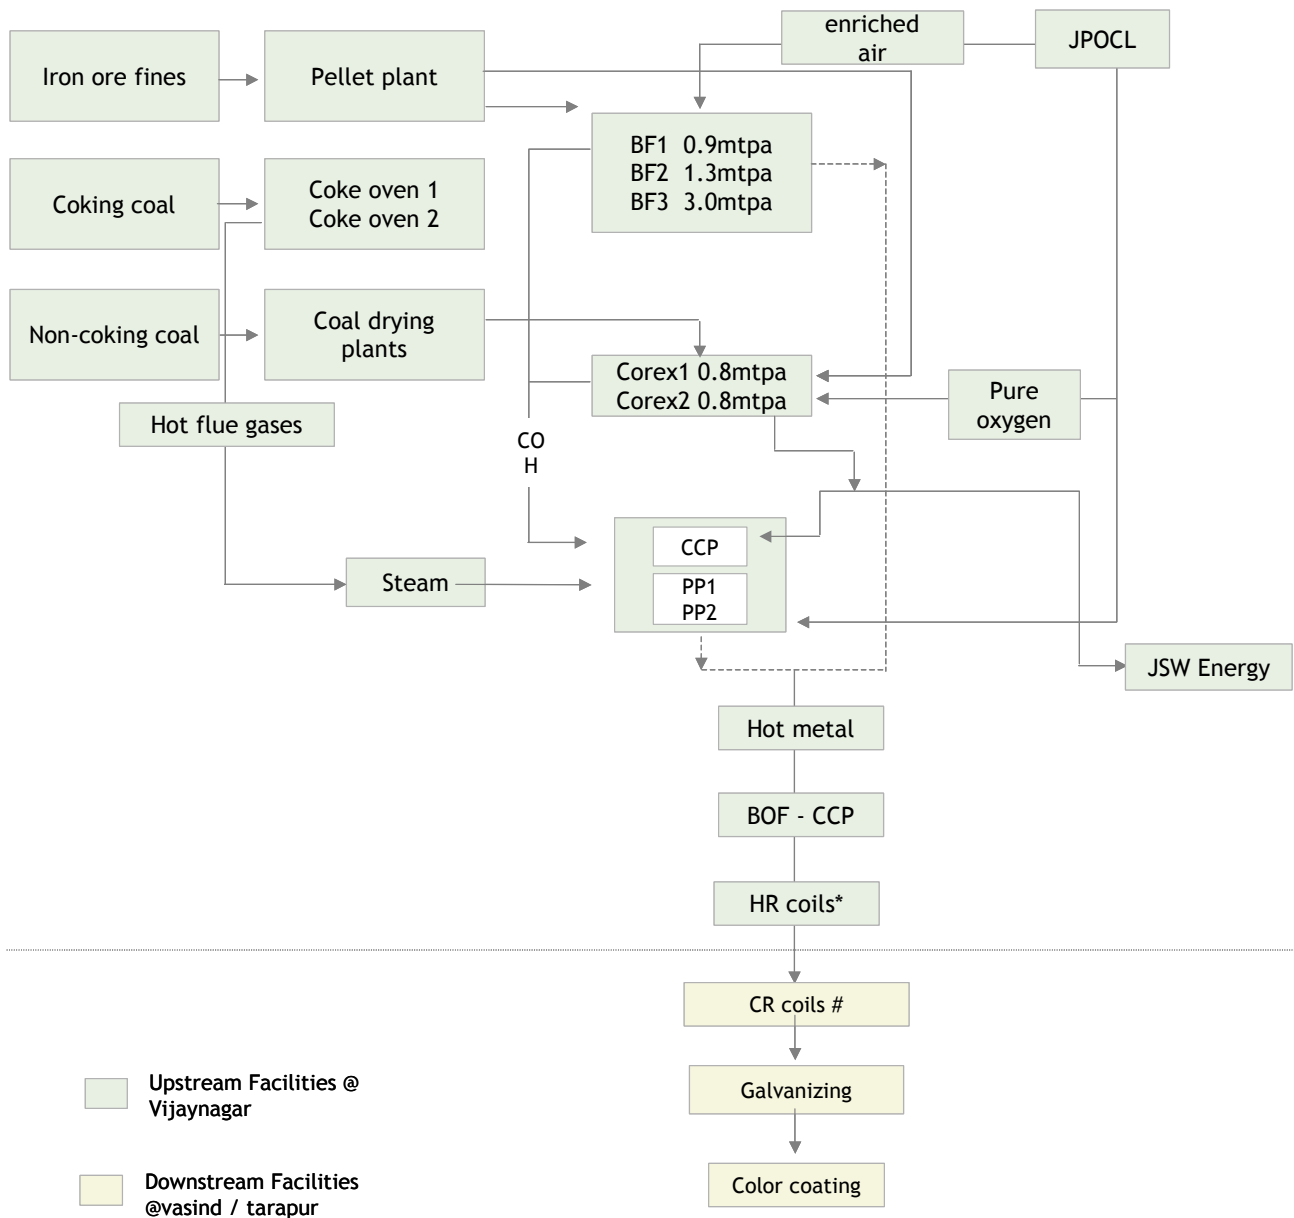 enriched
air
JPOCL
Iron ore fines
Pellet plant
BF1 0.9mtpa
BF2 1.3mtpa
BF3 3.0mtpa
Coking coal
Coke oven 1
Coke oven 2
Non-coking coal
Coal drying
plants
Corex1 0.8mtpa
Corex2 0.8mtpa
Pure
oxygen
Hot flue gases
CO
H
CCP
PP1
PP2
Steam
JSW Energy
Hot metal
BOF - CCP
HR coils*
CR coils #
Galvanizing
Color coating
Upstream Facilities @
Vijaynagar
Downstream Facilities
@vasind / tarapur